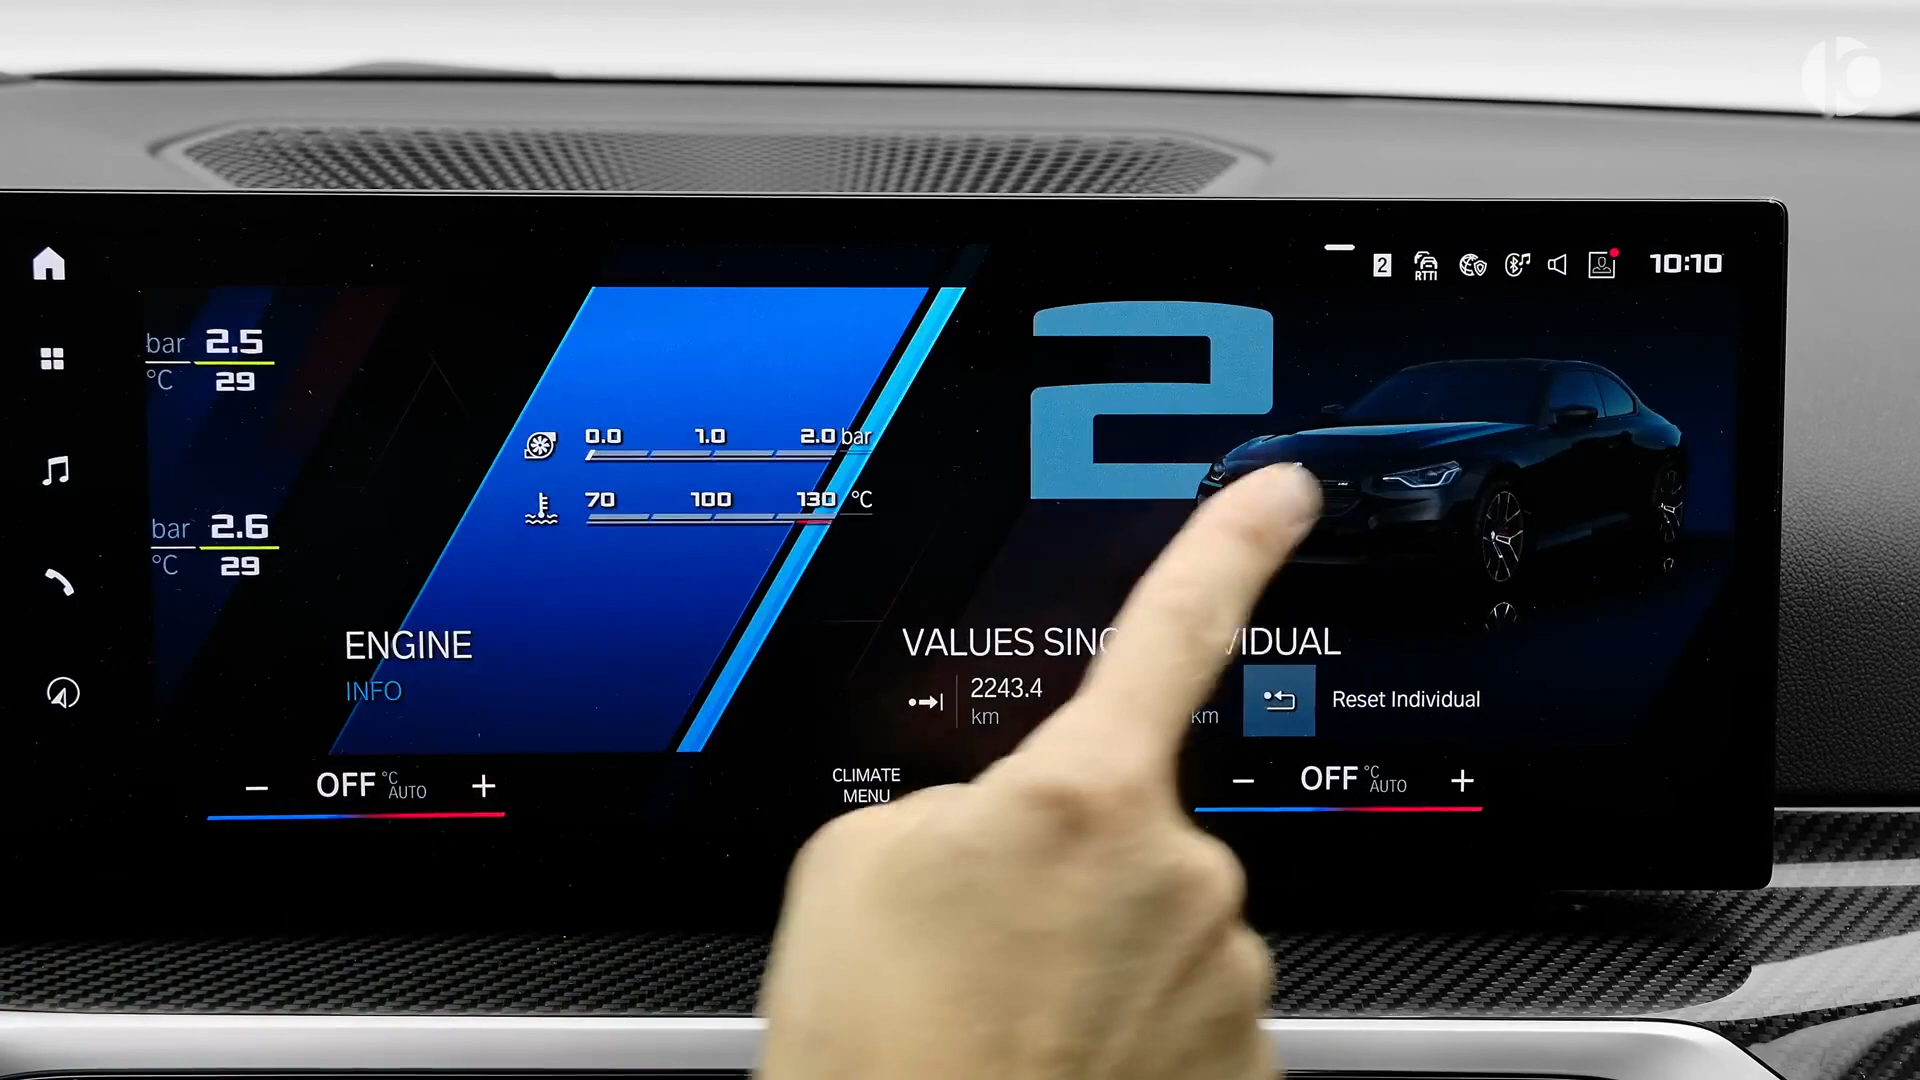 2
RTTI
10:10
bar 2.5
°C 29
bar 2.6
°C 29
2
0.0 1.0 2.0 bar
70 100 130 °C
ENGINE
INFO
VALUES
2243.4
km
km
Reset Individual
− OFF °C AUTO +
CLIMATE
MENU
− OFF °C AUTO +